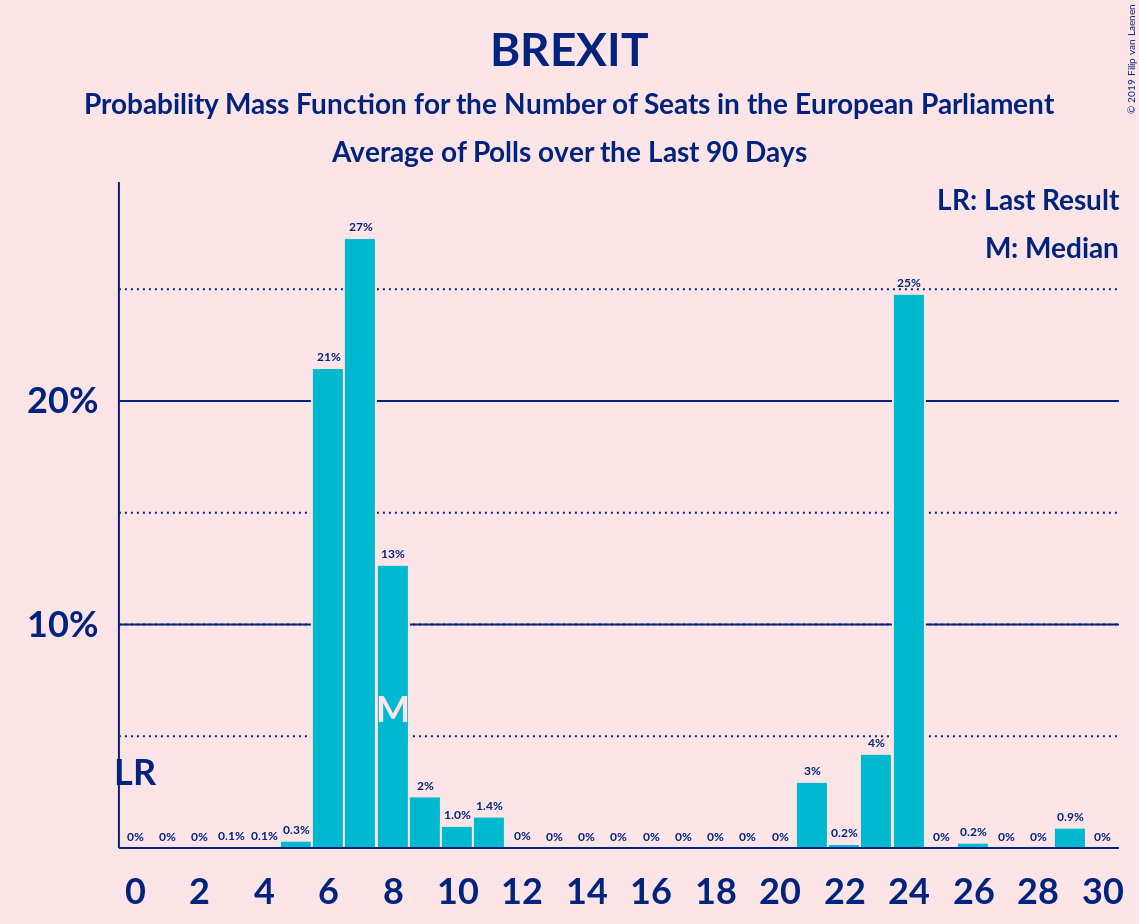 BREXIT
Probability Mass Function for the Number of Seats in the European Parliament
Average of Polls over the Last 90 Days
© 2019 Filip van Laenen
LR: Last Result
M: Median
20%
10%
0% 0% 0% 0.1% 0.1% 0.3% 21% 27% 13% 2% 1.0% 1.4% 0% 0% 0% 0% 0% 0% 0% 0% 0% 3% 0.2% 4% 25% 0% 0.2% 0% 0% 0.9% 0%
M
LR
0 2 4 6 8 10 12 14 16 18 20 22 24 26 28 30